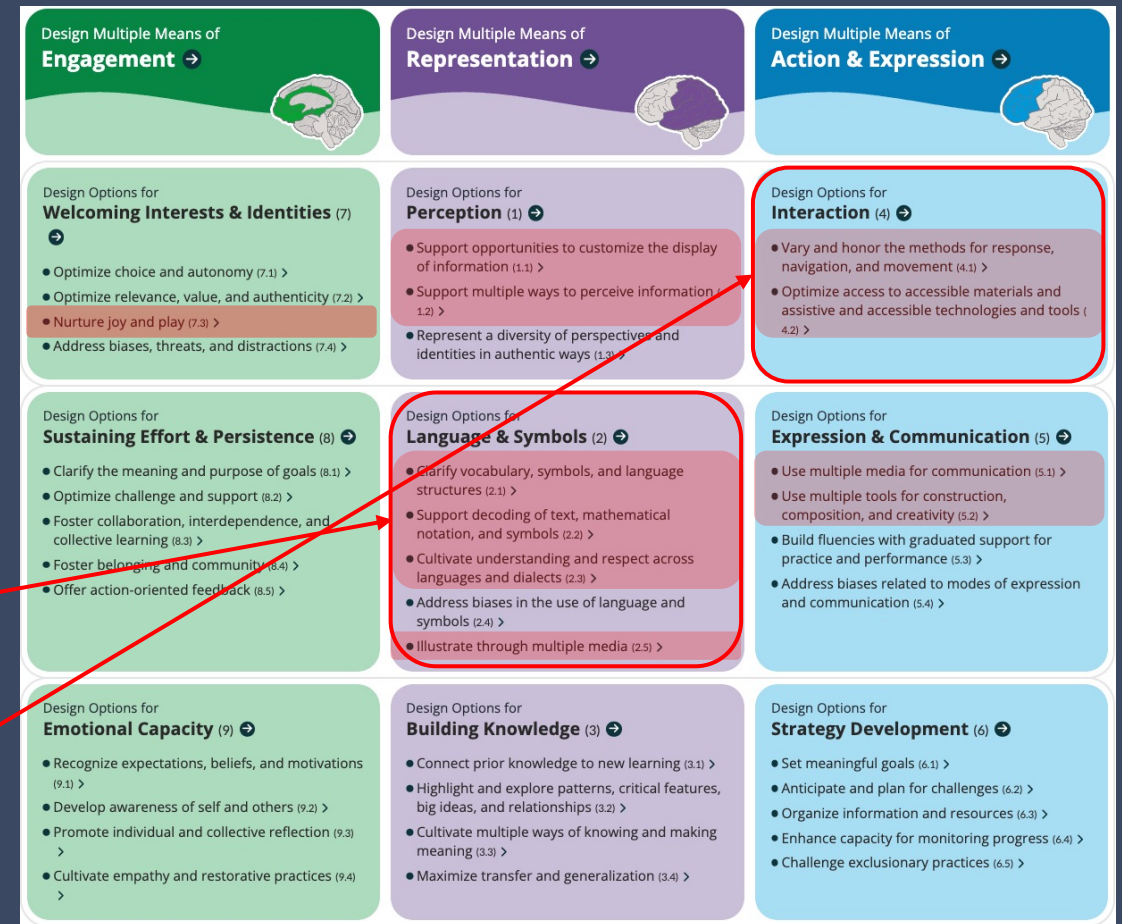 Design Multiple Means of
Engagement
Design Multiple Means of
Representation
Design Multiple Means of
Action & Expression
Design Options for
Welcoming Interests & Identities (7)
• Optimize choice and autonomy (7.1) >
• Optimize relevance, value, and authenticity (7.2) >
• Nurture joy and play (7.3) >
• Address biases, threats, and distractions (7.4) >
Design Options for
Perception (1)
• Support opportunities to customize the display
of information (1.1) >
• Support multiple ways to perceive information (
1.2) >
• Represent a diversity of perspectives and
identities in authentic ways (1.3) >
Design Options for
Interaction (4)
• Vary and honor the methods for response,
navigation, and movement (4.1) >
• Optimize access to accessible materials and
assistive and accessible technologies and tools (
4.2) >
Design Options for
Sustaining Effort & Persistence (8)
• Clarify the meaning and purpose of goals (8.1) >
• Optimize challenge and support (8.2) >
• Foster collaboration, interdependence, and
collective learning (8.3) >
• Foster belonging and community (8.4) >
• Offer action-oriented feedback (8.5) >
Design Options for
Language & Symbols (2)
• Clarify vocabulary, symbols, and language
structures (2.1) >
• Support decoding of text, mathematical
notation, and symbols (2.2) >
• Cultivate understanding and respect across
languages and dialects (2.3) >
• Address biases in the use of language and
symbols (2.4) >
• Illustrate through multiple media (2.5) >
Design Options for
Expression & Communication (5)
• Use multiple media for communication (5.1) >
• Use multiple tools for construction,
composition, and creativity (5.2) >
• Build fluencies with graduated support for
practice and performance (5.3) >
• Address biases related to modes of expression
and communication (5.4) >
Design Options for
Emotional Capacity (9)
• Recognize expectations, beliefs, and motivations
(9.1) >
• Develop awareness of self and others (9.2) >
• Promote individual and collective reflection (9.3)
>
• Cultivate empathy and restorative practices (9.4)
>
Design Options for
Building Knowledge (3)
• Connect prior knowledge to new learning (3.1) >
• Highlight and explore patterns, critical features,
big ideas, and relationships (3.2) >
• Cultivate multiple ways of knowing and making
meaning (3.3) >
• Maximize transfer and generalization (3.4) >
Design Options for
Strategy Development (6)
• Set meaningful goals (6.1) >
• Anticipate and plan for challenges (6.2) >
• Organize information and resources (6.3) >
• Enhance capacity for monitoring progress (6.4) >
• Challenge exclusionary practices (6.5) >